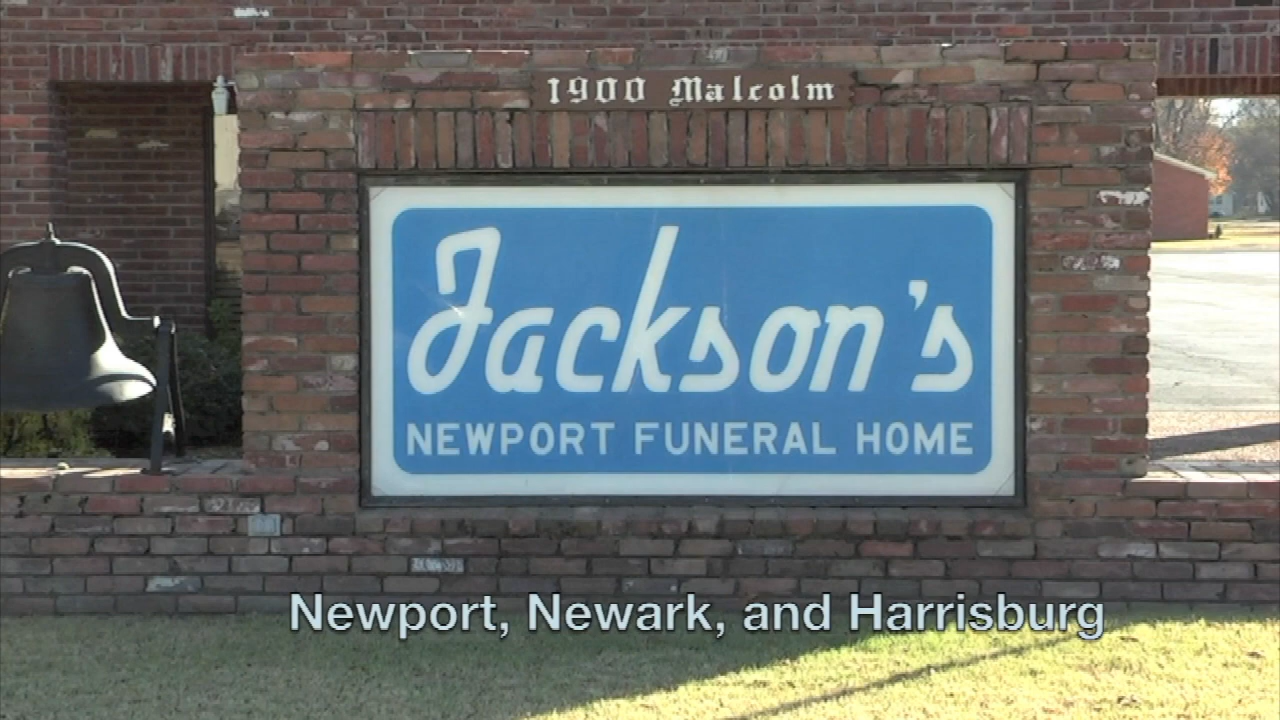 1900 Malcolm
Jackson's
NEWPORT FUNERAL HOME
Newport, Newark, and Harrisburg